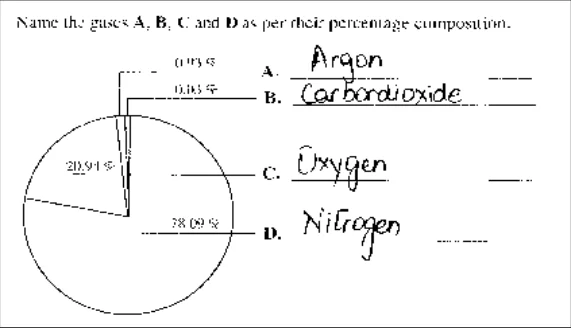 Name the gases A, B, C and D as per their percentage composition.
0.93 %
A. Argon
0.03 %
B. Carbondioxide
20.94 %
C. Oxygen
78.09 %
D. Nitrogen